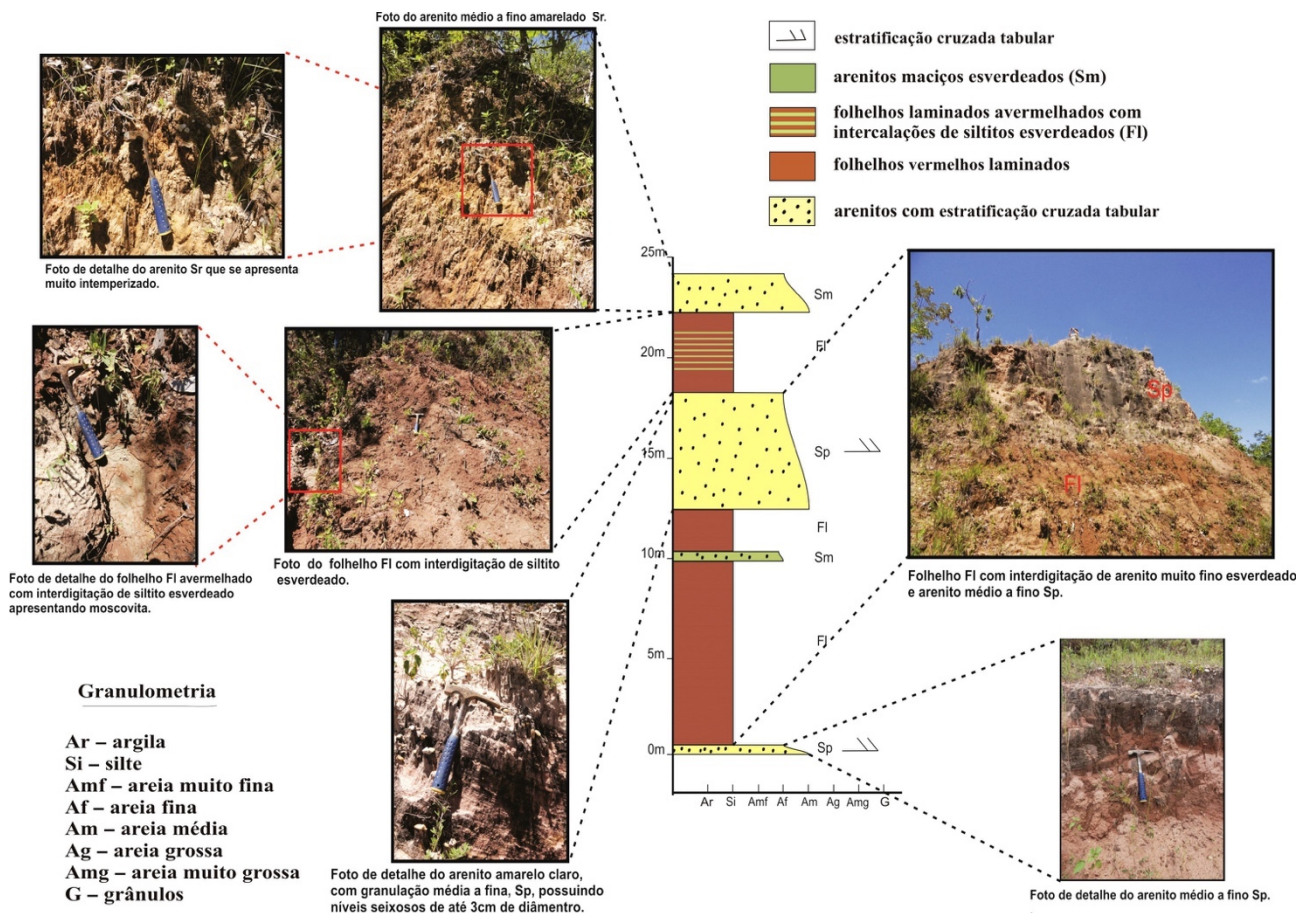 Foto do arenito médio a fino amarelado Sr.
estratificação cruzada tabular
arenitos maciços esverdeados (Sm)
folhelhos laminados avermelhados com
intercalações de siltitos esverdeados (Fl)
folhelhos vermelhos laminados
arenitos com estratificação cruzada tabular
Foto de detalhe do arenito Sr que se apresenta
muito intemperizado.
25m
Sm
Fl
20m
Sp
15m
Fl
Sm
10m
Fl
5m
Sp
0m
Ar Si Amf Af Am Ag Amg G
Sp
Fl
Folhelho Fl com interdigitação de arenito muito fino esverdeado
e arenito médio a fino Sp.
Foto do folhelho Fl com interdigitação de siltito
esverdeado.
Foto de detalhe do folhelho Fl avermelhado
com interdigitação de siltito esverdeado
apresentando moscovita.
Granulometria
Ar – argila
Si – silte
Amf – areia muito fina
Af – areia fina
Am – areia média
Ag – areia grossa
Amg – areia muito grossa
G – grânulos
Foto de detalhe do arenito amarelo claro,
com granulação média a fina, Sp, possuindo
níveis seixosos de até 3cm de diâmentro.
Foto de detalhe do arenito médio a fino Sp.